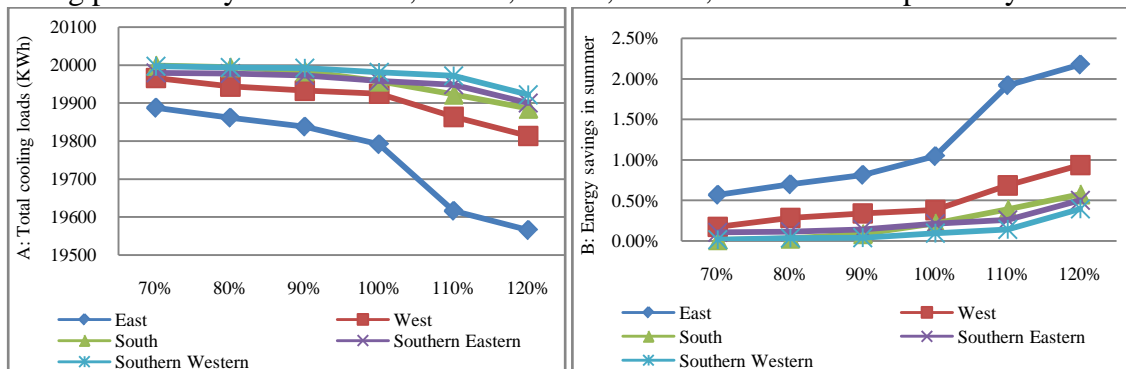 A: Total cooling loads (KWh)
20100
20000
19900
19800
19700
19600
19500
70% 80% 90% 100% 110% 120%
East West
South Southern Eastern
Southern Western
B: Energy savings in summer
2.50%
2.00%
1.50%
1.00%
0.50%
0.00%
70% 80% 90% 100% 110% 120%
East West
South Southern Eastern
Southern Western